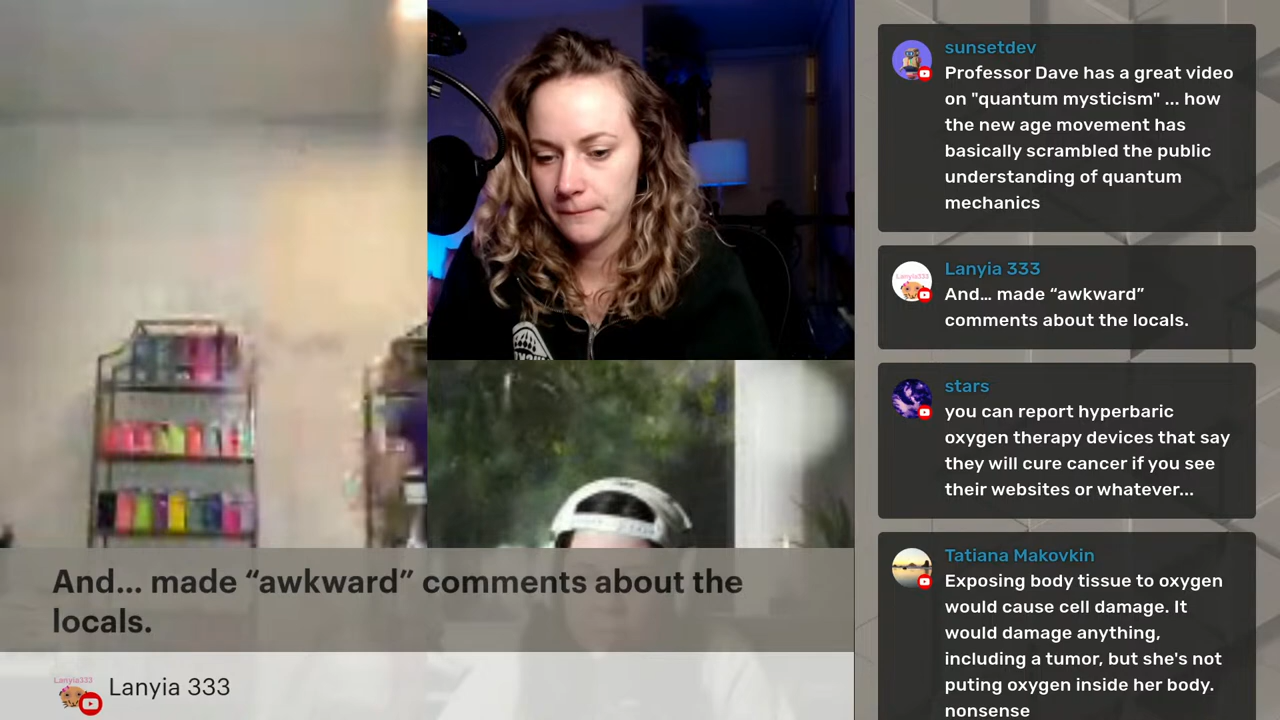 sunsetdev
Professor Dave has a great video
on "quantum mysticism" ... how
the new age movement has
basically scrambled the public
understanding of quantum
mechanics
Lanyia 333
And… made “awkward”
comments about the locals.
stars
you can report hyperbaric
oxygen therapy devices that say
they will cure cancer if you see
their websites or whatever...
Tatiana Makovkin
Exposing body tissue to oxygen
would cause cell damage. It
would damage anything,
including a tumor, but she's not
puting oxygen inside her body.
nonsense
And… made “awkward” comments about the
locals.
Lanyia333
Lanyia 333